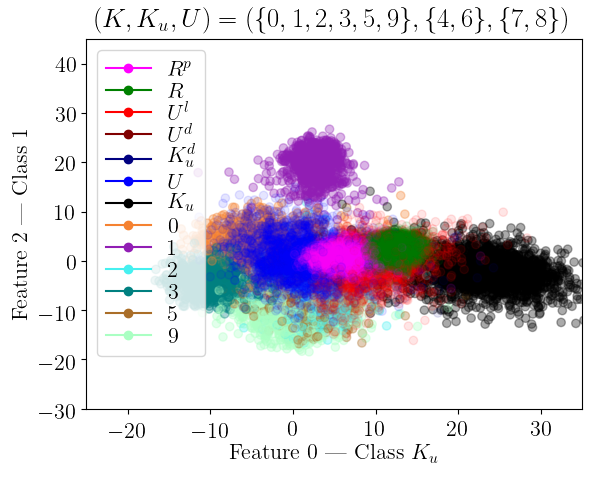 (K, K_u, U) = ({0, 1, 2, 3, 5, 9}, {4, 6}, {7, 8})
Feature 2 — Class 1
40
30
20
10
0
−10
−20
−30
R^p
R
U^l
U^d
K_u^d
U
K_u
0
1
2
3
5
9
−20
−10
0
10
20
30
Feature 0 — Class K_u